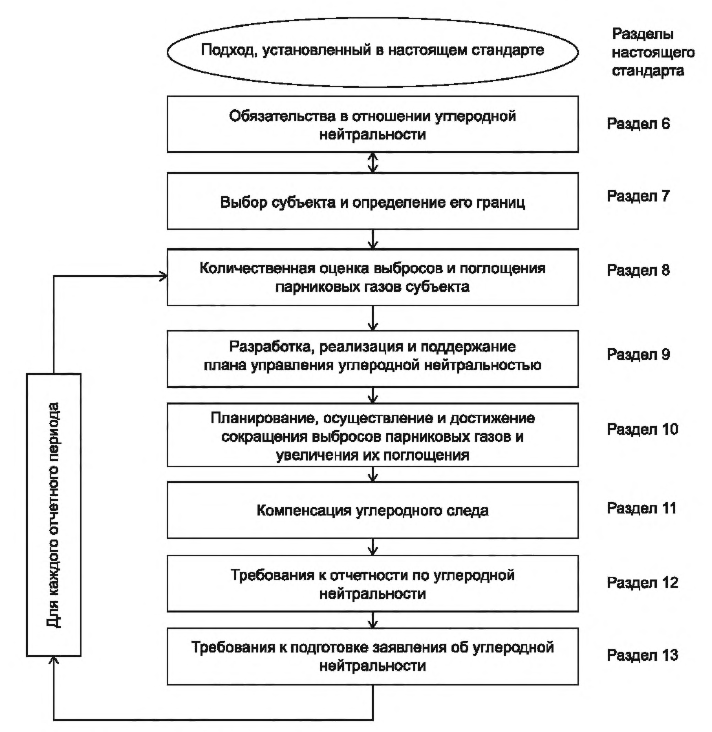 Подход, установленный в настоящем стандарте
Разделы
настоящего
стандарта
Обязательства в отношении углеродной
нейтральности
Раздел 6
Выбор субъекта и определение его границ
Раздел 7
Количественная оценка выбросов и поглощения
парниковых газов субъекта
Раздел 8
Разработка, реализация и поддержание
плана управления углеродной нейтральностью
Раздел 9
Планирование, осуществление и достижение
сокращения выбросов парниковых газов и
увеличения их поглощения
Раздел 10
Компенсация углеродного следа
Раздел 11
Требования к отчетности по углеродной
нейтральности
Раздел 12
Требования к подготовке заявления об углеродной
нейтральности
Раздел 13
Для каждого отчетного периода